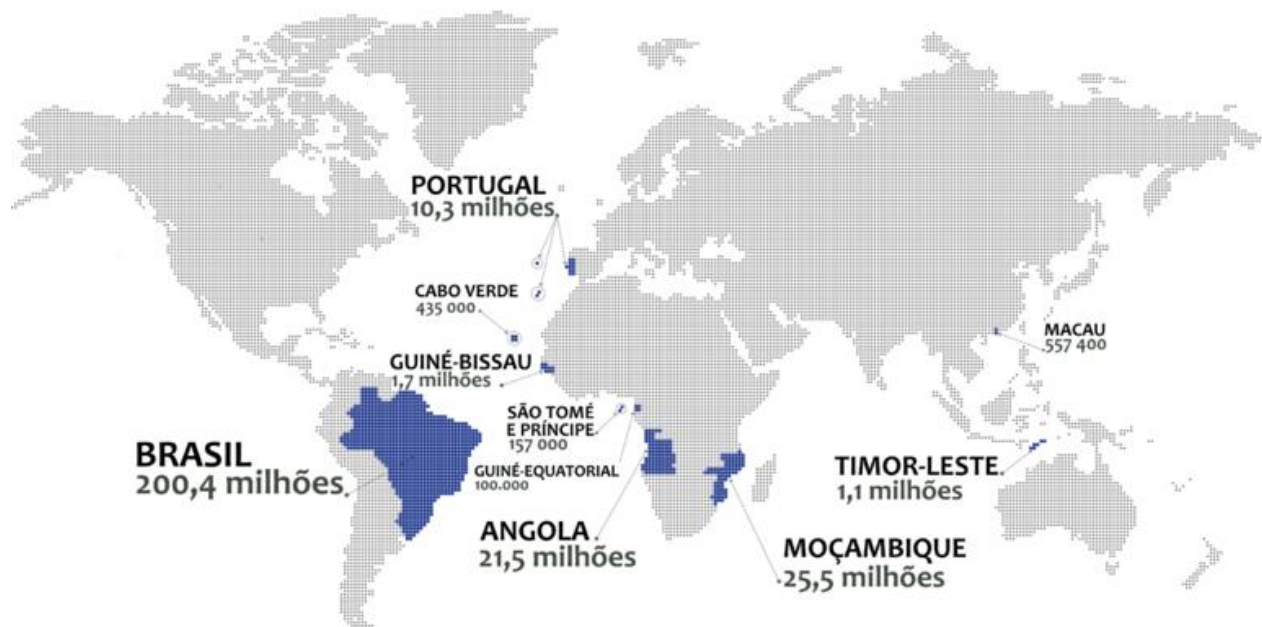 PORTUGAL
10,3 milhões
CABO VERDE
435 000
MACAU
557 400
GUINÉ-BISSAU
1,7 milhões
SÃO TOMÉ
E PRÍNCIPE
157 000
BRASIL
200,4 milhões
GUINÉ-EQUATORIAL
100.000
TIMOR-LESTE
1,1 milhões
ANGOLA
21,5 milhões
MOÇAMBIQUE
25,5 milhões